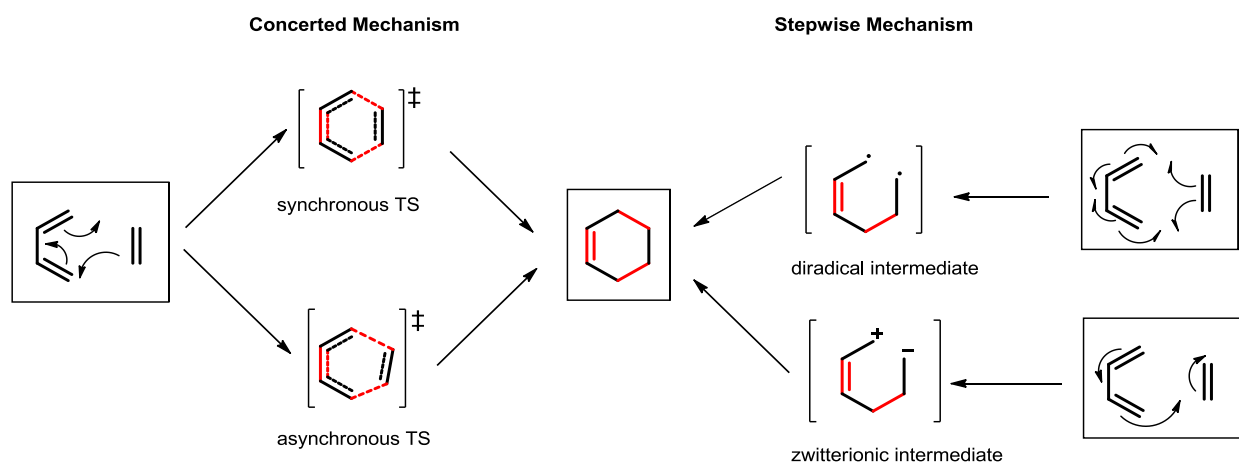 Concerted Mechanism
Stepwise Mechanism
‡
synchronous TS
diradical intermediate
‡
+
−
asynchronous TS
zwitterionic intermediate